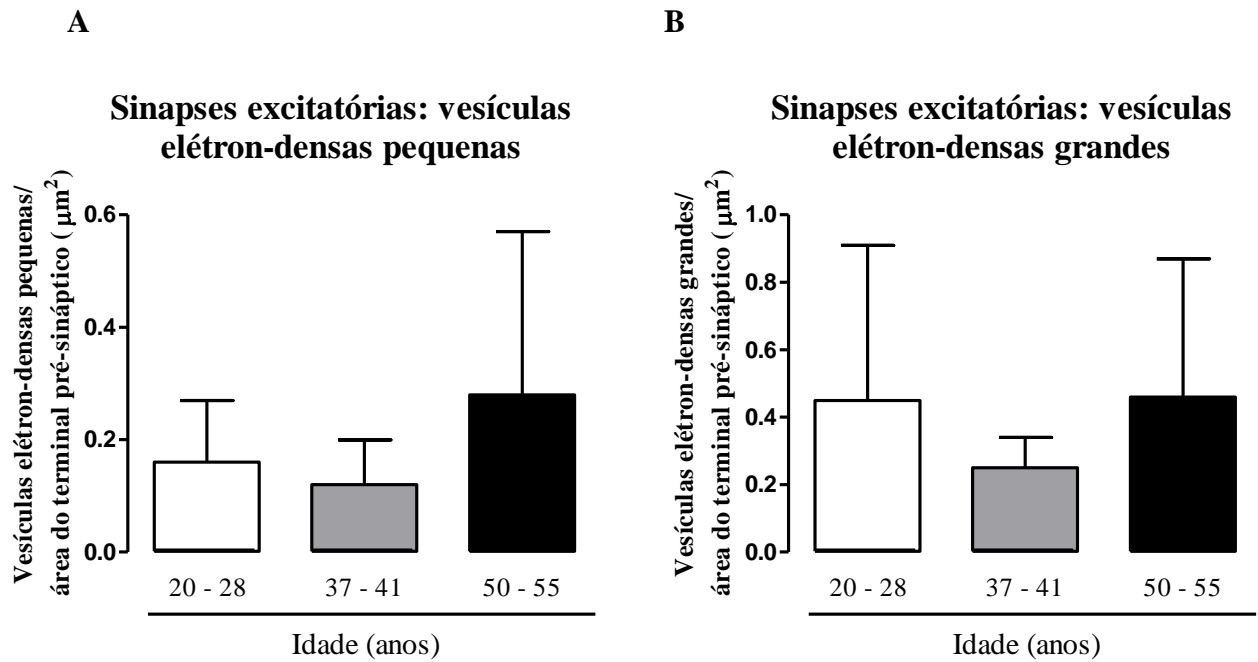 A
Sinapses excitatórias: vesículas
elétron-densas pequenas
Vesículas elétron-densas pequenas/
área do terminal pré-sináptico ( μm²)
0.6
0.4
0.2
0.0
20 - 28 37 - 41 50 - 55
Idade (anos)
B
Sinapses excitatórias: vesículas
elétron-densas grandes
Vesículas elétron-densas grandes/
área do terminal pré-sináptico ( μm²)
1.0
0.8
0.6
0.4
0.2
0.0
20 - 28 37 - 41 50 - 55
Idade (anos)